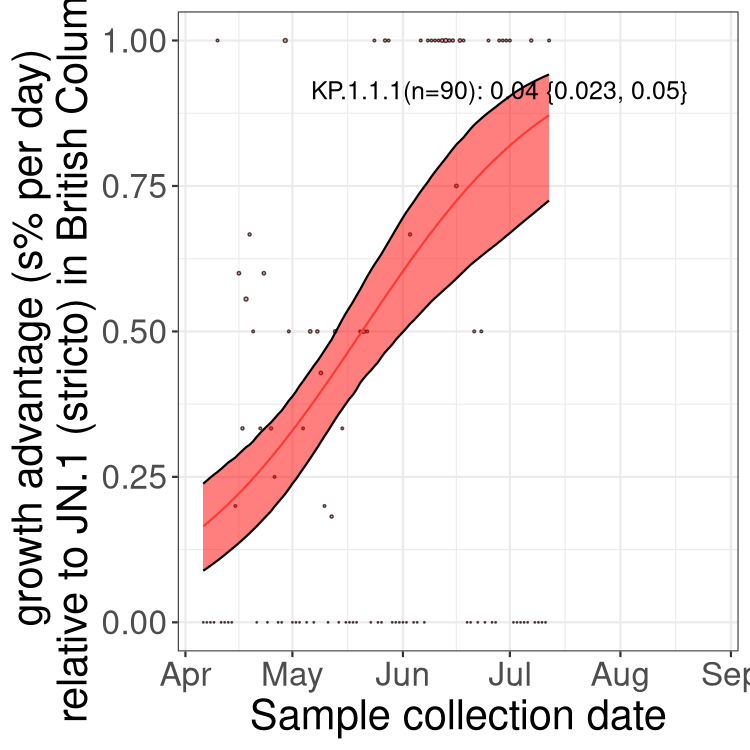 growth advantage (s% per day)
relative to JN.1 (stricto) in British Colum
1.00
0.75
0.50
0.25
0.00
KP.1.1.1(n=90): 0.04 {0.023, 0.05}
Apr May Jun Jul Aug Sep
Sample collection date